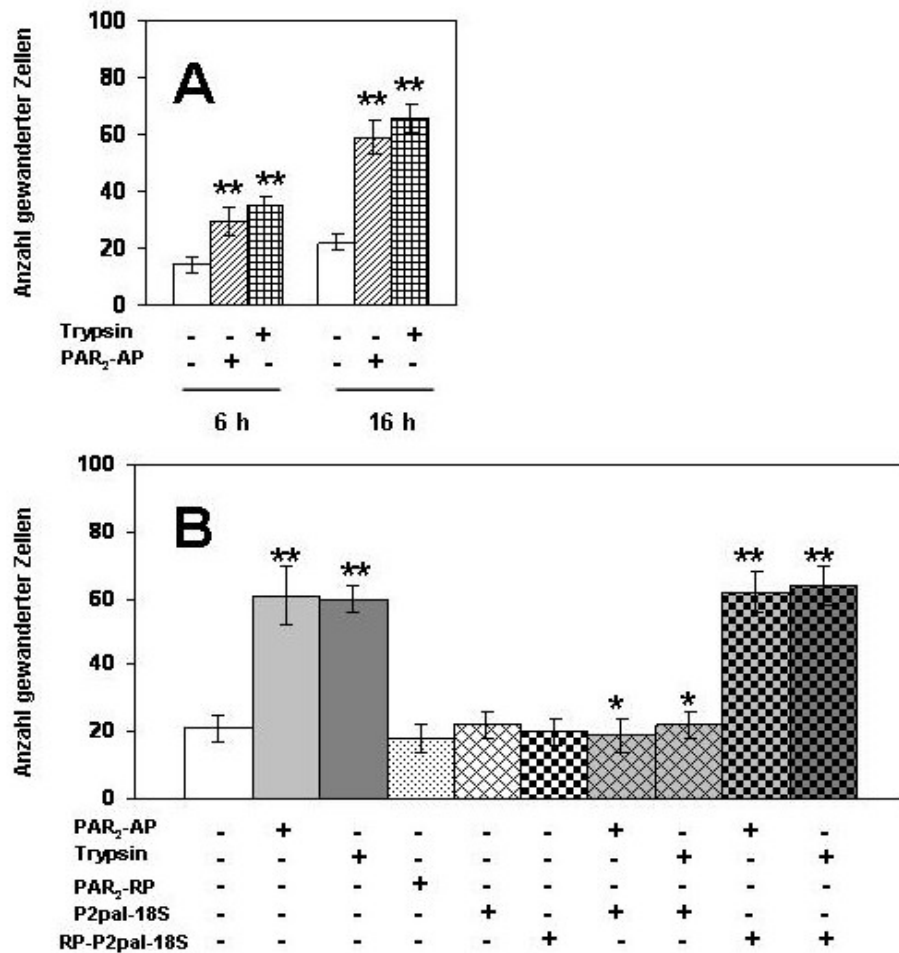 100
80
60
40
20
0
Anzahl gewanderter Zellen
A
** ** ** **
Trypsin - - + - - +
PAR₂-AP - + - - + -
6 h 16 h
100
80
60
40
20
0
Anzahl gewanderter Zellen
B
** ** * * ** **
PAR₂-AP - + - - - - + - + -
Trypsin - - + - - - - + - +
PAR₂-RP - - - + - - - - - -
P2pal-18S - - - - + - + + - -
RP-P2pal-18S - - - - - + - - + +